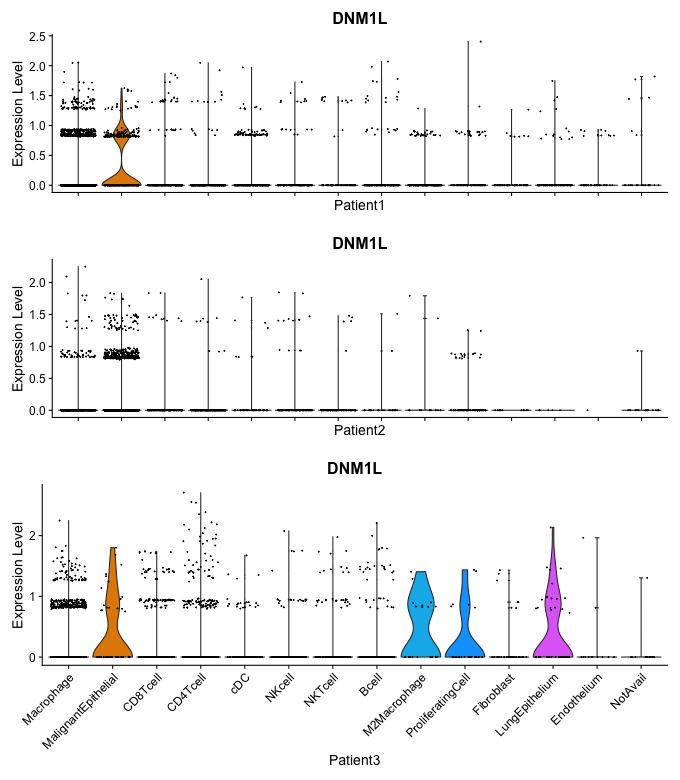 DNM1L
Expression Level
2.5
2.0
1.5
1.0
0.5
0.0
Patient1
DNM1L
Expression Level
2.0
1.5
1.0
0.5
0.0
Patient2
DNM1L
Expression Level
2
1
0
Macrophage
MalignantEpithelial
CD8Tcell
CD4Tcell
cDC
NKcell
NKTcell
Bcell
M2Macrophage
ProliferatingCell
Fibroblast
LungEpithelium
Endothelium
NotAvail
Patient3